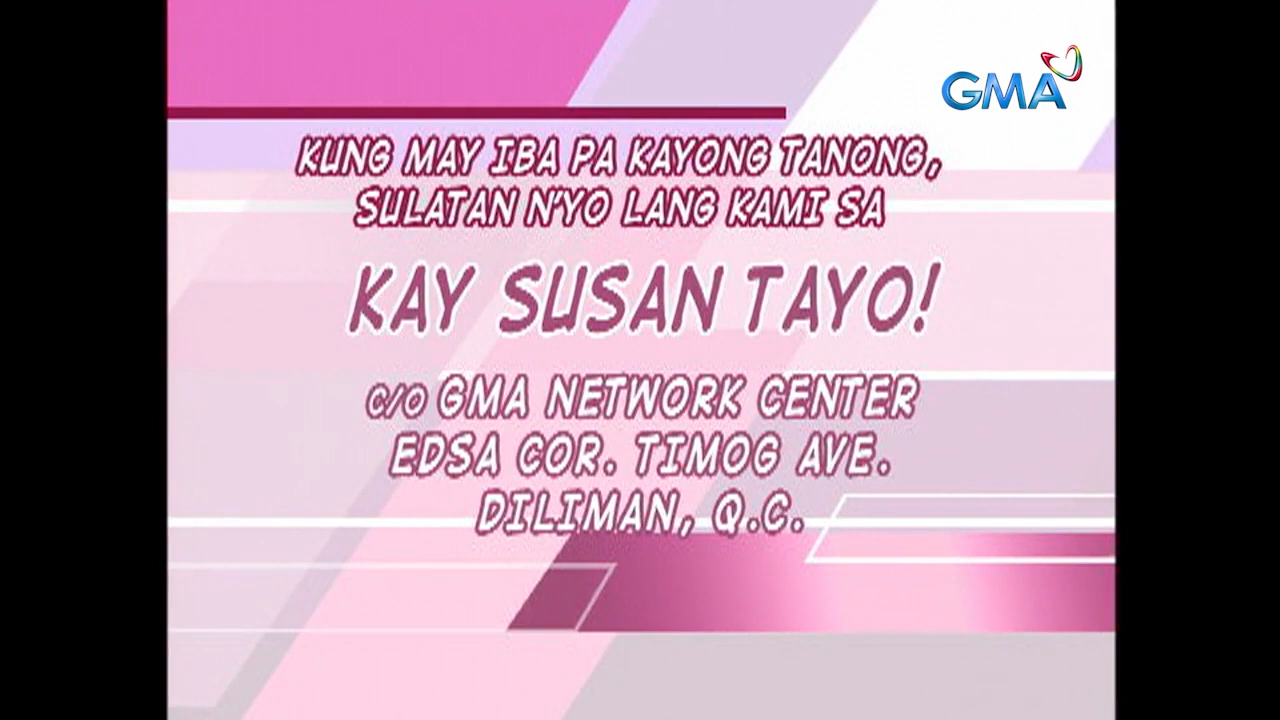 GMA
KUNG MAY IBA PA KAYONG TANONG,
SULATAN N'YO LANG KAMI SA
KAY SUSAN TAYO!
C/O GMA NETWORK CENTER
EDSA COR. TIMOG AVE.
DILIMAN, Q.C.